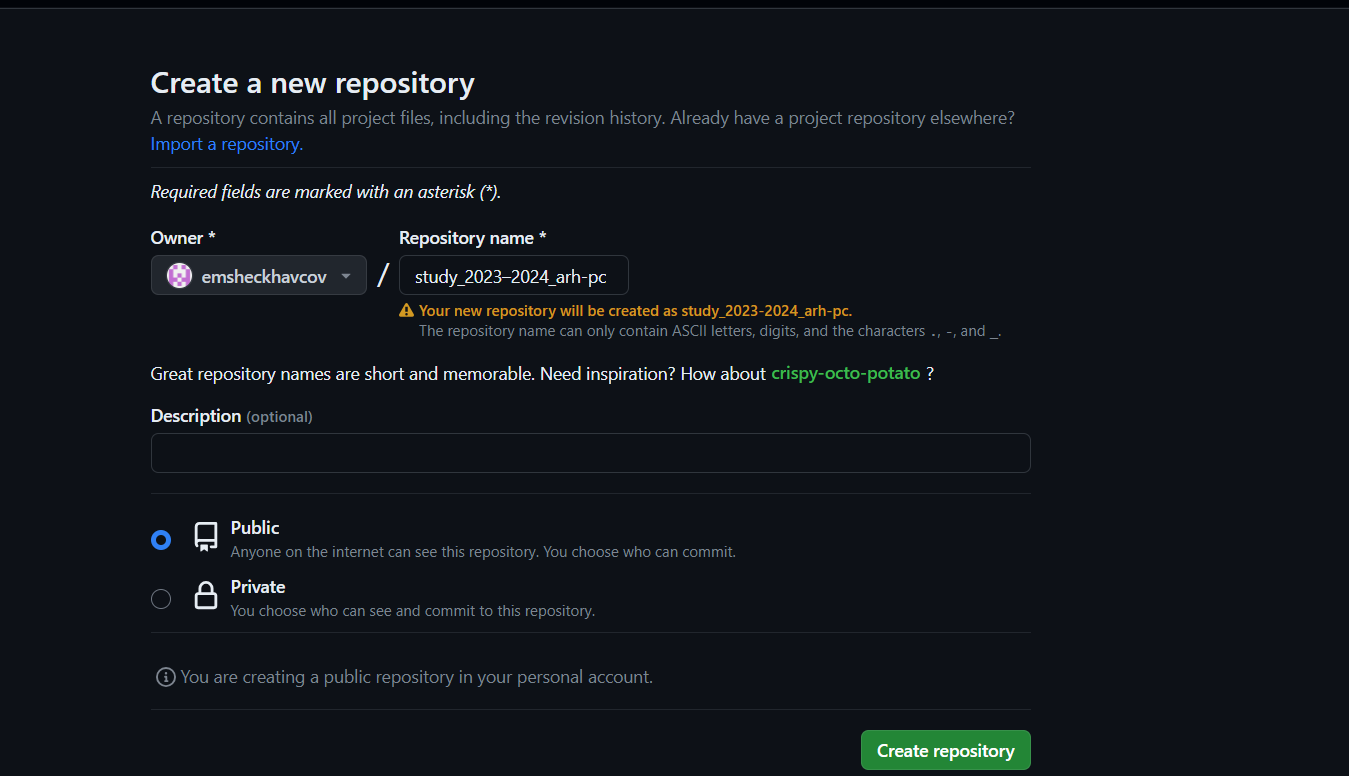 Create a new repository
A repository contains all project files, including the revision history. Already have a project repository elsewhere?
Import a repository.
Required fields are marked with an asterisk (*).
Owner *
Repository name *
emsheckhavcov
/
study_2023–2024_arh-pc
Your new repository will be created as study_2023-2024_arh-pc.
The repository name can only contain ASCII letters, digits, and the characters ., -, and _.
Great repository names are short and memorable. Need inspiration? How about crispy-octo-potato ?
Description (optional)
Public
Anyone on the internet can see this repository. You choose who can commit.
Private
You choose who can see and commit to this repository.
You are creating a public repository in your personal account.
Create repository